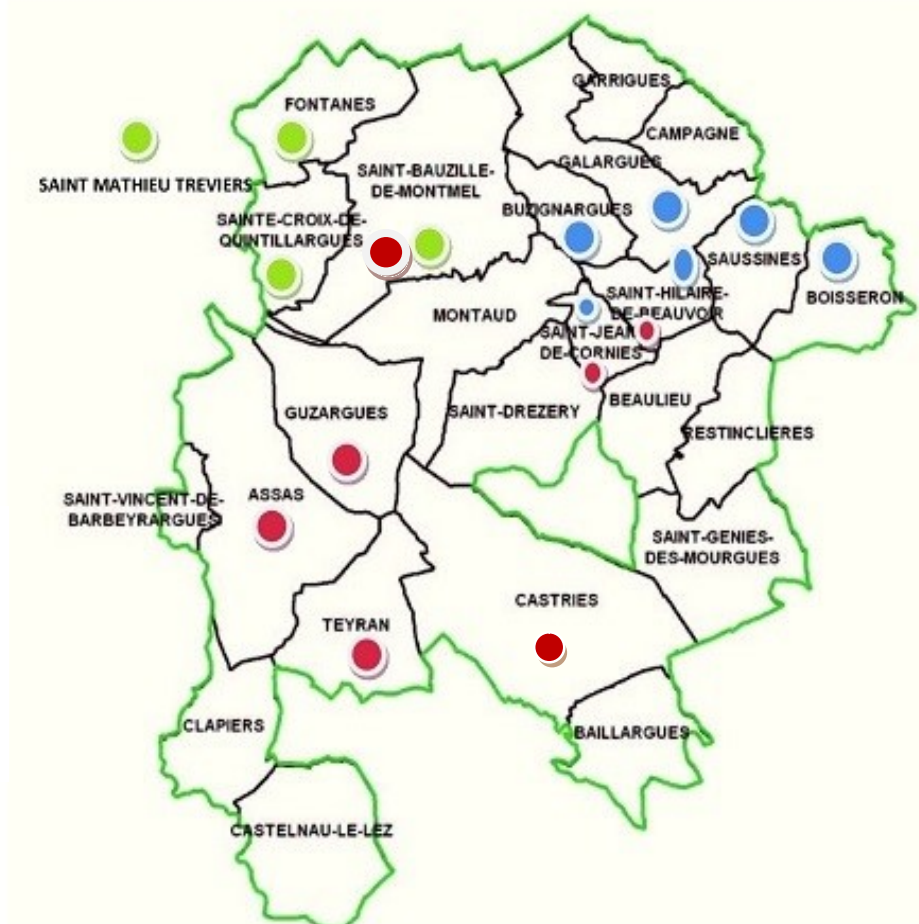 GARRIGUES
FONTANES
CAMPAGNE
GALARGUES
SAINT-BAUZILLE-
DE-MONTMEL
SAINT MATHIEU TREVIERS
BUZIGNARGUES
SAINTE-CROIX-DE-
QUINTILLARGUES
SAUSSINES
SAINT-HILAIRE-
DE-BEAUVOIR
BOISSERON
MONTAUD
SAINT-JEAN
DE-CORNIES
BEAULIEU
GUZARGUES
SAINT-DREZERY
RESTINCLIERES
SAINT-VINCENT-DE-
BARBEYRARGUES
ASSAS
SAINT-GENIES-
DES-MOURGUES
CASTRIES
TEYRAN
CLAPIERS
BAILLARGUES
CASTELNAU-LE-LEZ